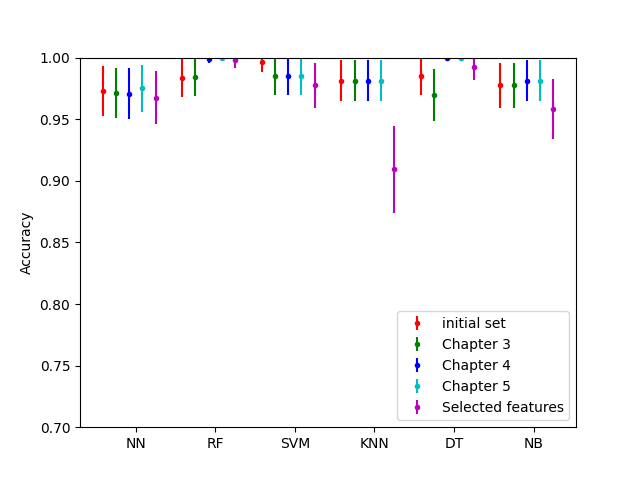 1.00
0.95
0.90
0.85
0.80
0.75
0.70
Accuracy
NN RF SVM KNN DT NB
initial set
Chapter 3
Chapter 4
Chapter 5
Selected features